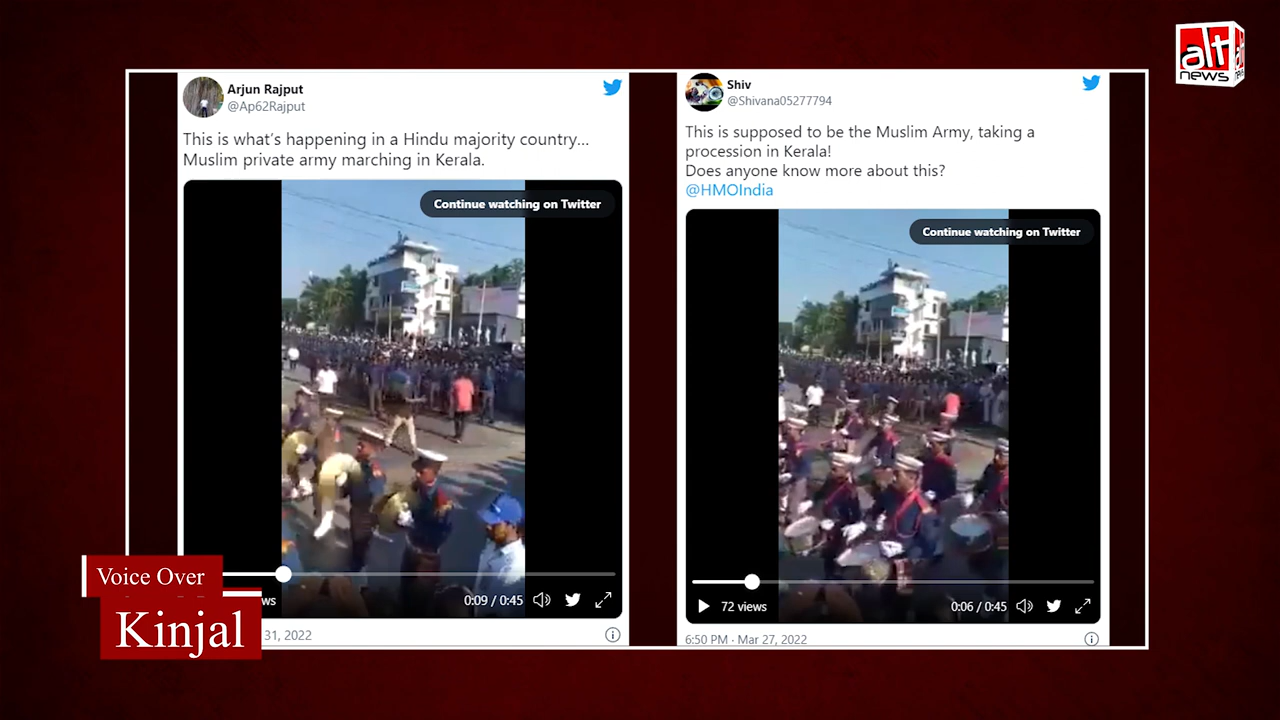 alt
news
Arjun Rajput
@Ap62Rajput
This is what's happening in a Hindu majority country...
Muslim private army marching in Kerala.
Continue watching on Twitter
0:09 / 0:45
31, 2022
Shiv
@Shivana05277794
This is supposed to be the Muslim Army, taking a
procession in Kerala!
Does anyone know more about this?
@HMOIndia
Continue watching on Twitter
72 views
0:06 / 0:45
6:50 PM · Mar 27, 2022
Voice Over
Kinjal